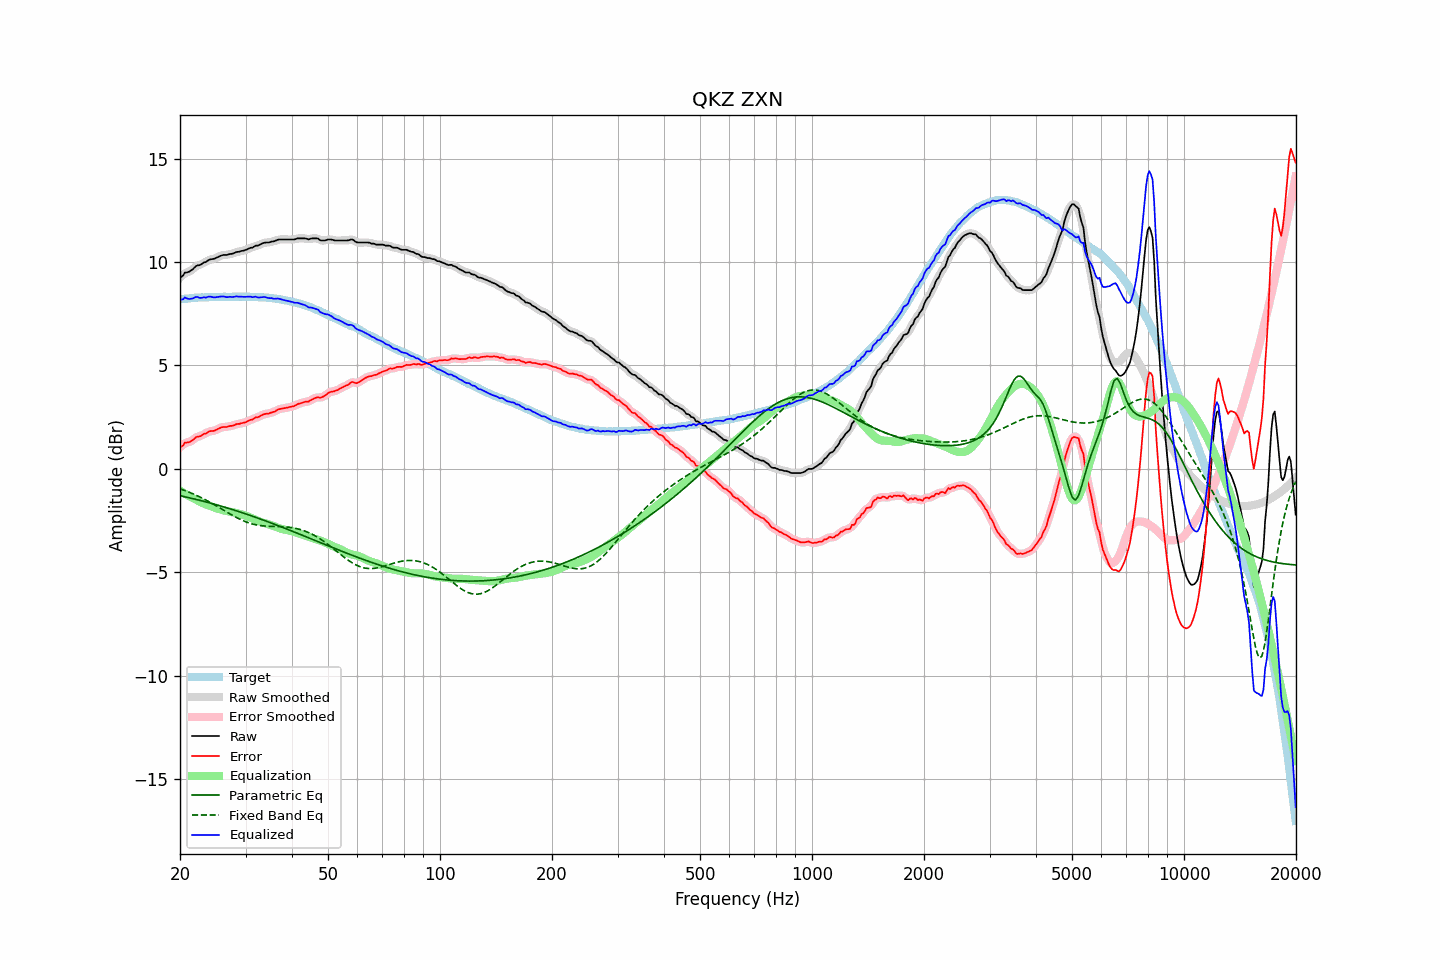 QKZ ZXN
Amplitude (dBr)
15
10
5
0
−5
−10
−15
Target
Raw Smoothed
Error Smoothed
Raw
Error
Equalization
Parametric Eq
Fixed Band Eq
Equalized
20 50 100 200 500 1000 2000 5000 10000 20000
Frequency (Hz)